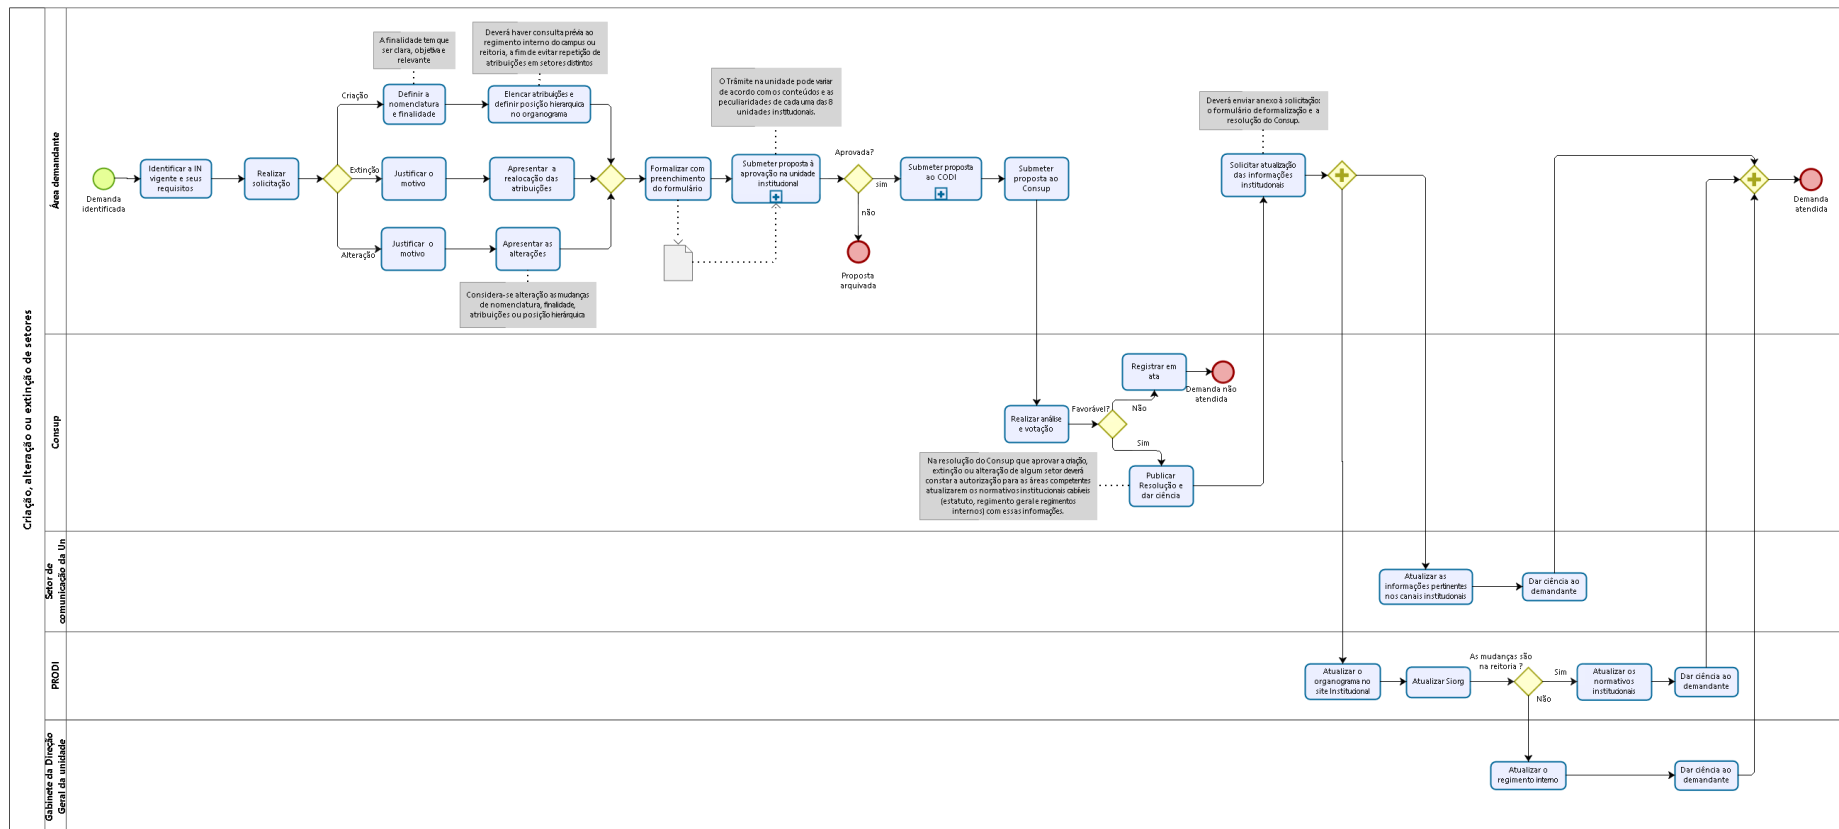 Criação, alteração ou extinção de setores
Área demandante
Demanda
identificada
Identificar a IN
vigente e seus
requisitos
Realizar
solicitação
Criação
Extinção
Alteração
A finalidade tem que
ser clara, objetiva e
relevante
Definir a
nomenclatura
e finalidade
Deverá haver consulta prévia ao
regimento interno do campus ou
reitoria, a fim de evitar repetição de
atribuições em setores distintos
Elencar atribuições e
definir posição hierarquica
no organograma
Justificar o
motivo
Apresentar a
realocação das
atribuições
Justificar o
motivo
Apresentar as
alterações
Considera-se alteração as mudanças
de nomenclatura, finalidade,
atribuições ou posição hierárquica
Formalizar com
preenchimento
do formulário
O Trâmite na unidade pode variar
de acordo com os conteúdos e as
peculiaridades de cada uma das 8
unidades institucionais.
Submeter proposta à
aprovação na unidade
institucional
Aprovada?
sim
não
Proposta
arquivada
Submeter proposta
ao CODI
Submeter
proposta ao
Consup
Deverá enviar anexo à solicitação:
o formulário de formalização e a
resolução do Consup.
Solicitar atualização
das informações
institucionais
Demanda
atendida
Consup
Realizar análise
e votação
Favorável?
Não
Sim
Registrar em
ata
Demanda não
atendida
Publicar
Resolução e
dar ciência
Na resolução do Consup que aprovar a criação,
extinção ou alteração de algum setor deverá
constar a autorização para as áreas competentes
atualizarem os normativos institucionais cabíveis
(estatuto, regimento geral e regimentos
internos) com essas informações.
Setor de
comunicação da Un
Atualizar as
informações pertinentes
nos canais institucionais
Dar ciência ao
demandante
PRODI
Atualizar o
organograma no
site Institucional
Atualizar Siorg
As mudanças são
na reitoria ?
Sim
Não
Atualizar os
normativos
institucionais
Dar ciência ao
demandante
Gabinete da Direção
Geral da unidade
Atualizar o
regimento interno
Dar ciência ao
demandante